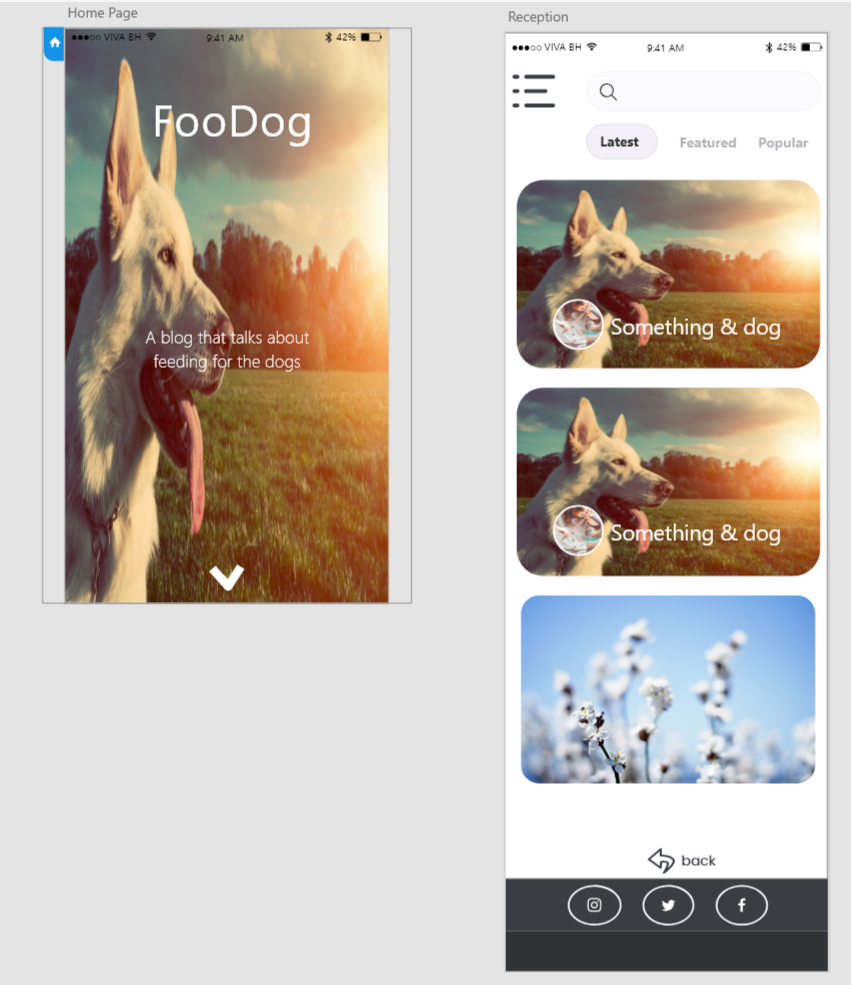 Home Page
VIVA BH 9:41 AM 42%
FooDog
A blog that talks about
feeding for the dogs
Reception
VIVA BH 9:41 AM 42%
Latest Featured Popular
Something & dog
Something & dog
back